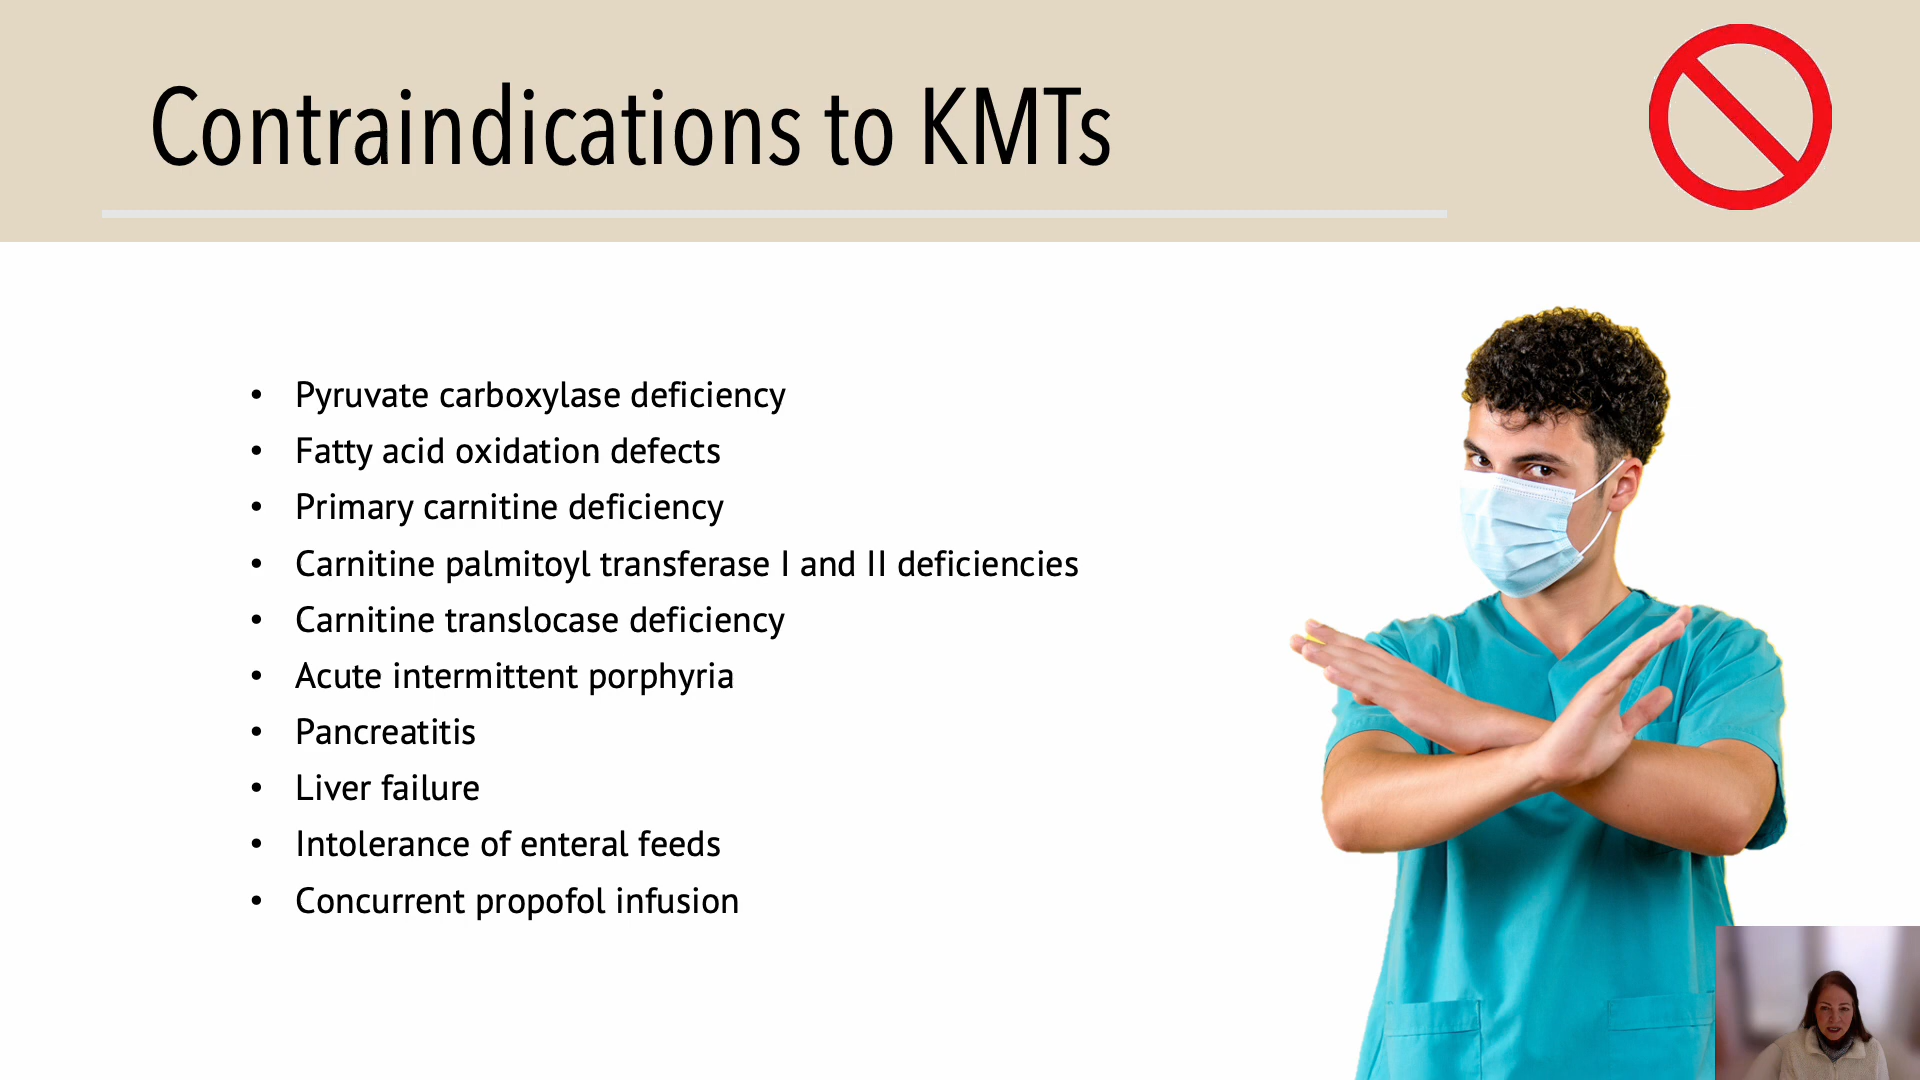 Contraindications to KMTs
• Pyruvate carboxylase deficiency
• Fatty acid oxidation defects
• Primary carnitine deficiency
• Carnitine palmitoyl transferase I and II deficiencies
• Carnitine translocase deficiency
• Acute intermittent porphyria
• Pancreatitis
• Liver failure
• Intolerance of enteral feeds
• Concurrent propofol infusion